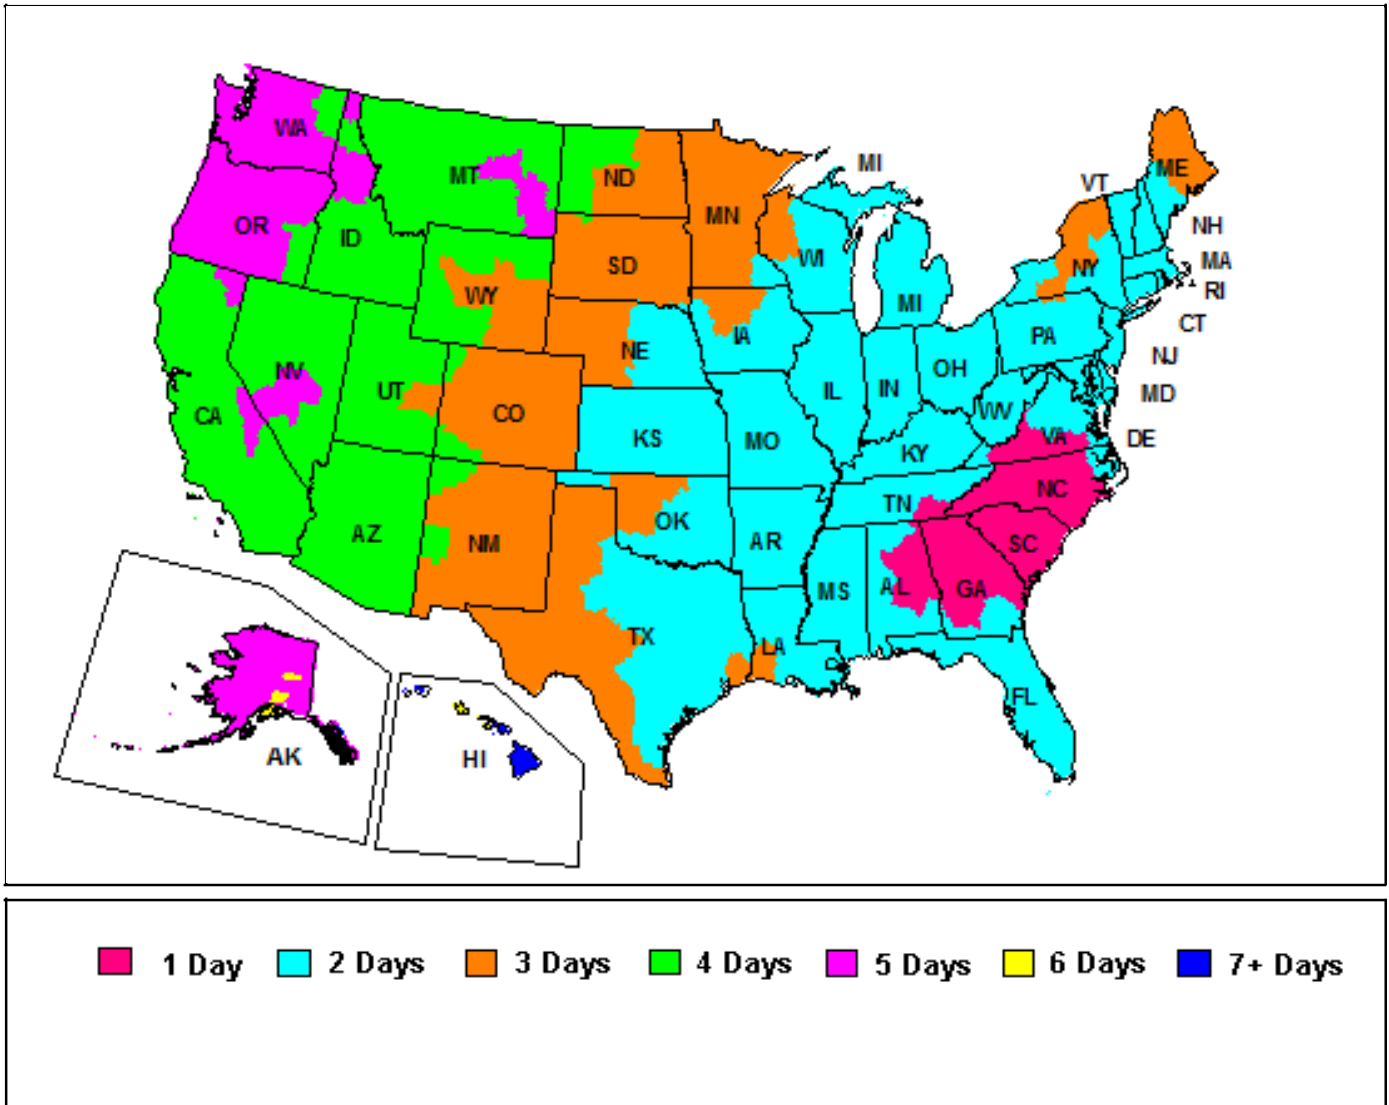 WA
MT
ND
MN
MI
ME
VT
OR
ID
SD
WI
NY
NH
MA
RI
WY
MI
CT
NV
UT
CO
NE
IA
PA
NJ
CA
KS
MO
IL
IN
OH
WV
MD
VA
DE
KY
AZ
NM
OK
AR
TN
NC
SC
TX
LA
MS
AL
GA
FL
AK
HI
1 Day
2 Days
3 Days
4 Days
5 Days
6 Days
7+ Days